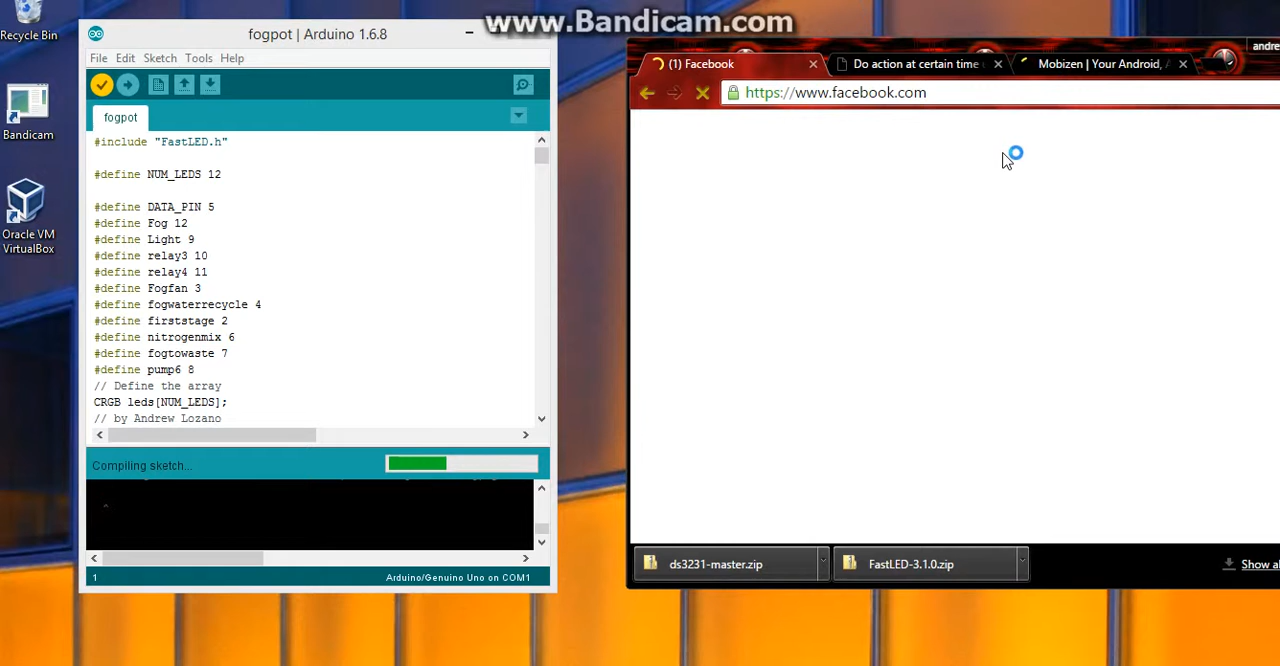 www.Bandicam.com
Recycle Bin
Bandicam
Oracle VM
VirtualBox
fogpot | Arduino 1.6.8
File Edit Sketch Tools Help
fogpot
#include "FastLED.h"
#define NUM_LEDS 12
#define DATA_PIN 5
#define Fog 12
#define Light 9
#define relay3 10
#define relay4 11
#define Fogfan 3
#define fogwaterrecycle 4
#define firststage 2
#define nitrogenmix 6
#define fogtowaste 7
#define pump6 8
// Define the array
CRGB leds[NUM_LEDS];
// by Andrew Lozano
Compiling sketch...
^
1 Arduino/Genuino Uno on COM1
andre
(1) Facebook Do action at certain time Mobizen | Your Android, A
https://www.facebook.com
ds3231-master.zip FastLED-3.1.0.zip Show al